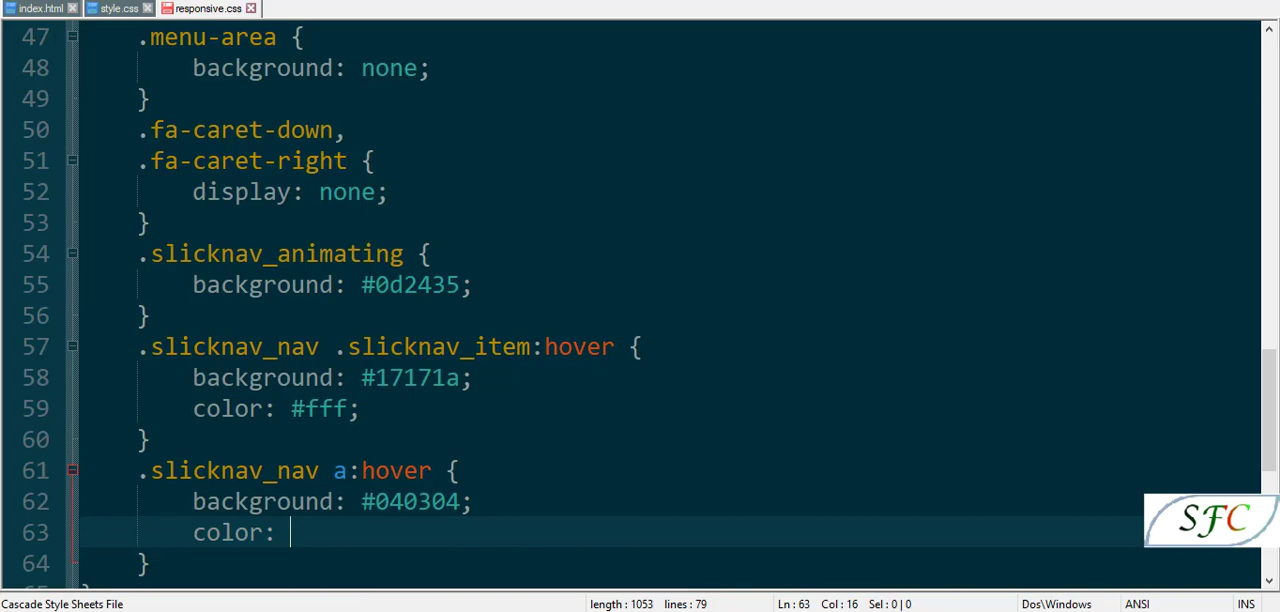 index.html style.css responsive.css
47 .menu-area {
48 background: none;
49 }
50 .fa-caret-down,
51 .fa-caret-right {
52 display: none;
53 }
54 .slicknav_animating {
55 background: #0d2435;
56 }
57 .slicknav_nav .slicknav_item:hover {
58 background: #17171a;
59 color: #fff;
60 }
61 .slicknav_nav a:hover {
62 background: #040304;
63 color:
64 }
SFC
Cascade Style Sheets File length : 1053 lines : 79 Ln : 63 Col : 16 Sel : 0 | 0 Dos\Windows ANSI INS